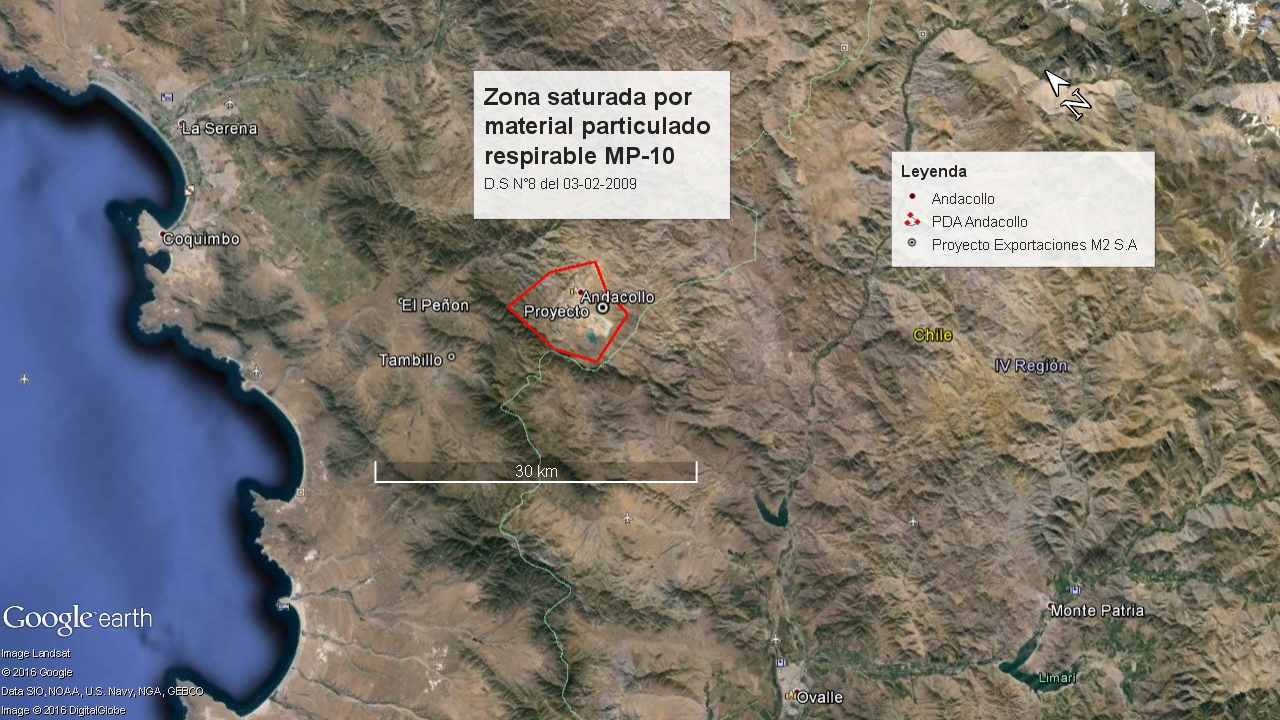 Zona saturada por
material particulado
respirable MP-10
D.S N°8 del 03-02-2009
N
Leyenda
Andacollo
PDA Andacollo
Proyecto Exportaciones M2 S.A
La Serena
Coquimbo
El Peñon
Andacollo
Proyecto
Tambillo
Chile
IV Región
30 km
Monte Patria
Limarí
Ovalle
Google earth
Image Landsat
© 2016 Google
Data SIO, NOAA, U.S. Navy, NGA, GEBCO
Image © 2016 DigitalGlobe